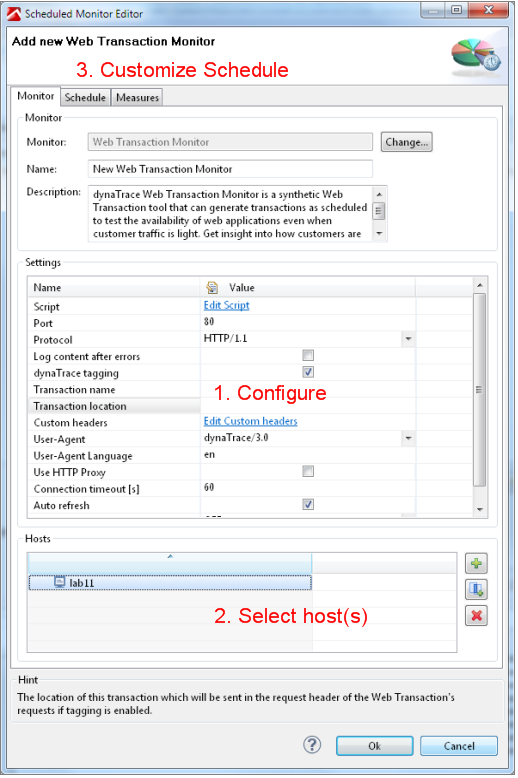 Scheduled Monitor Editor
Add new Web Transaction Monitor
3. Customize Schedule
Monitor Schedule Measures
Monitor
Monitor: Web Transaction Monitor Change...
Name: New Web Transaction Monitor
Description: dynaTrace Web Transaction Monitor is a synthetic Web
Transaction tool that can generate transactions as scheduled
to test the availability of web applications even when
customer traffic is light. Get insight into how customers are
Settings
Name Value
Script Edit Script
Port 80
Protocol HTTP/1.1
Log content after errors
dynaTrace tagging
Transaction name
1. Configure
Transaction location
Custom headers Edit Custom headers
User-Agent dynaTrace/3.0
User-Agent Language en
Use HTTP Proxy
Connection timeout [s] 60
Auto refresh
Hosts
lab11
2. Select host(s)
Hint
The location of this transaction which will be sent in the request header of the Web Transaction's
requests if tagging is enabled.
? Ok Cancel